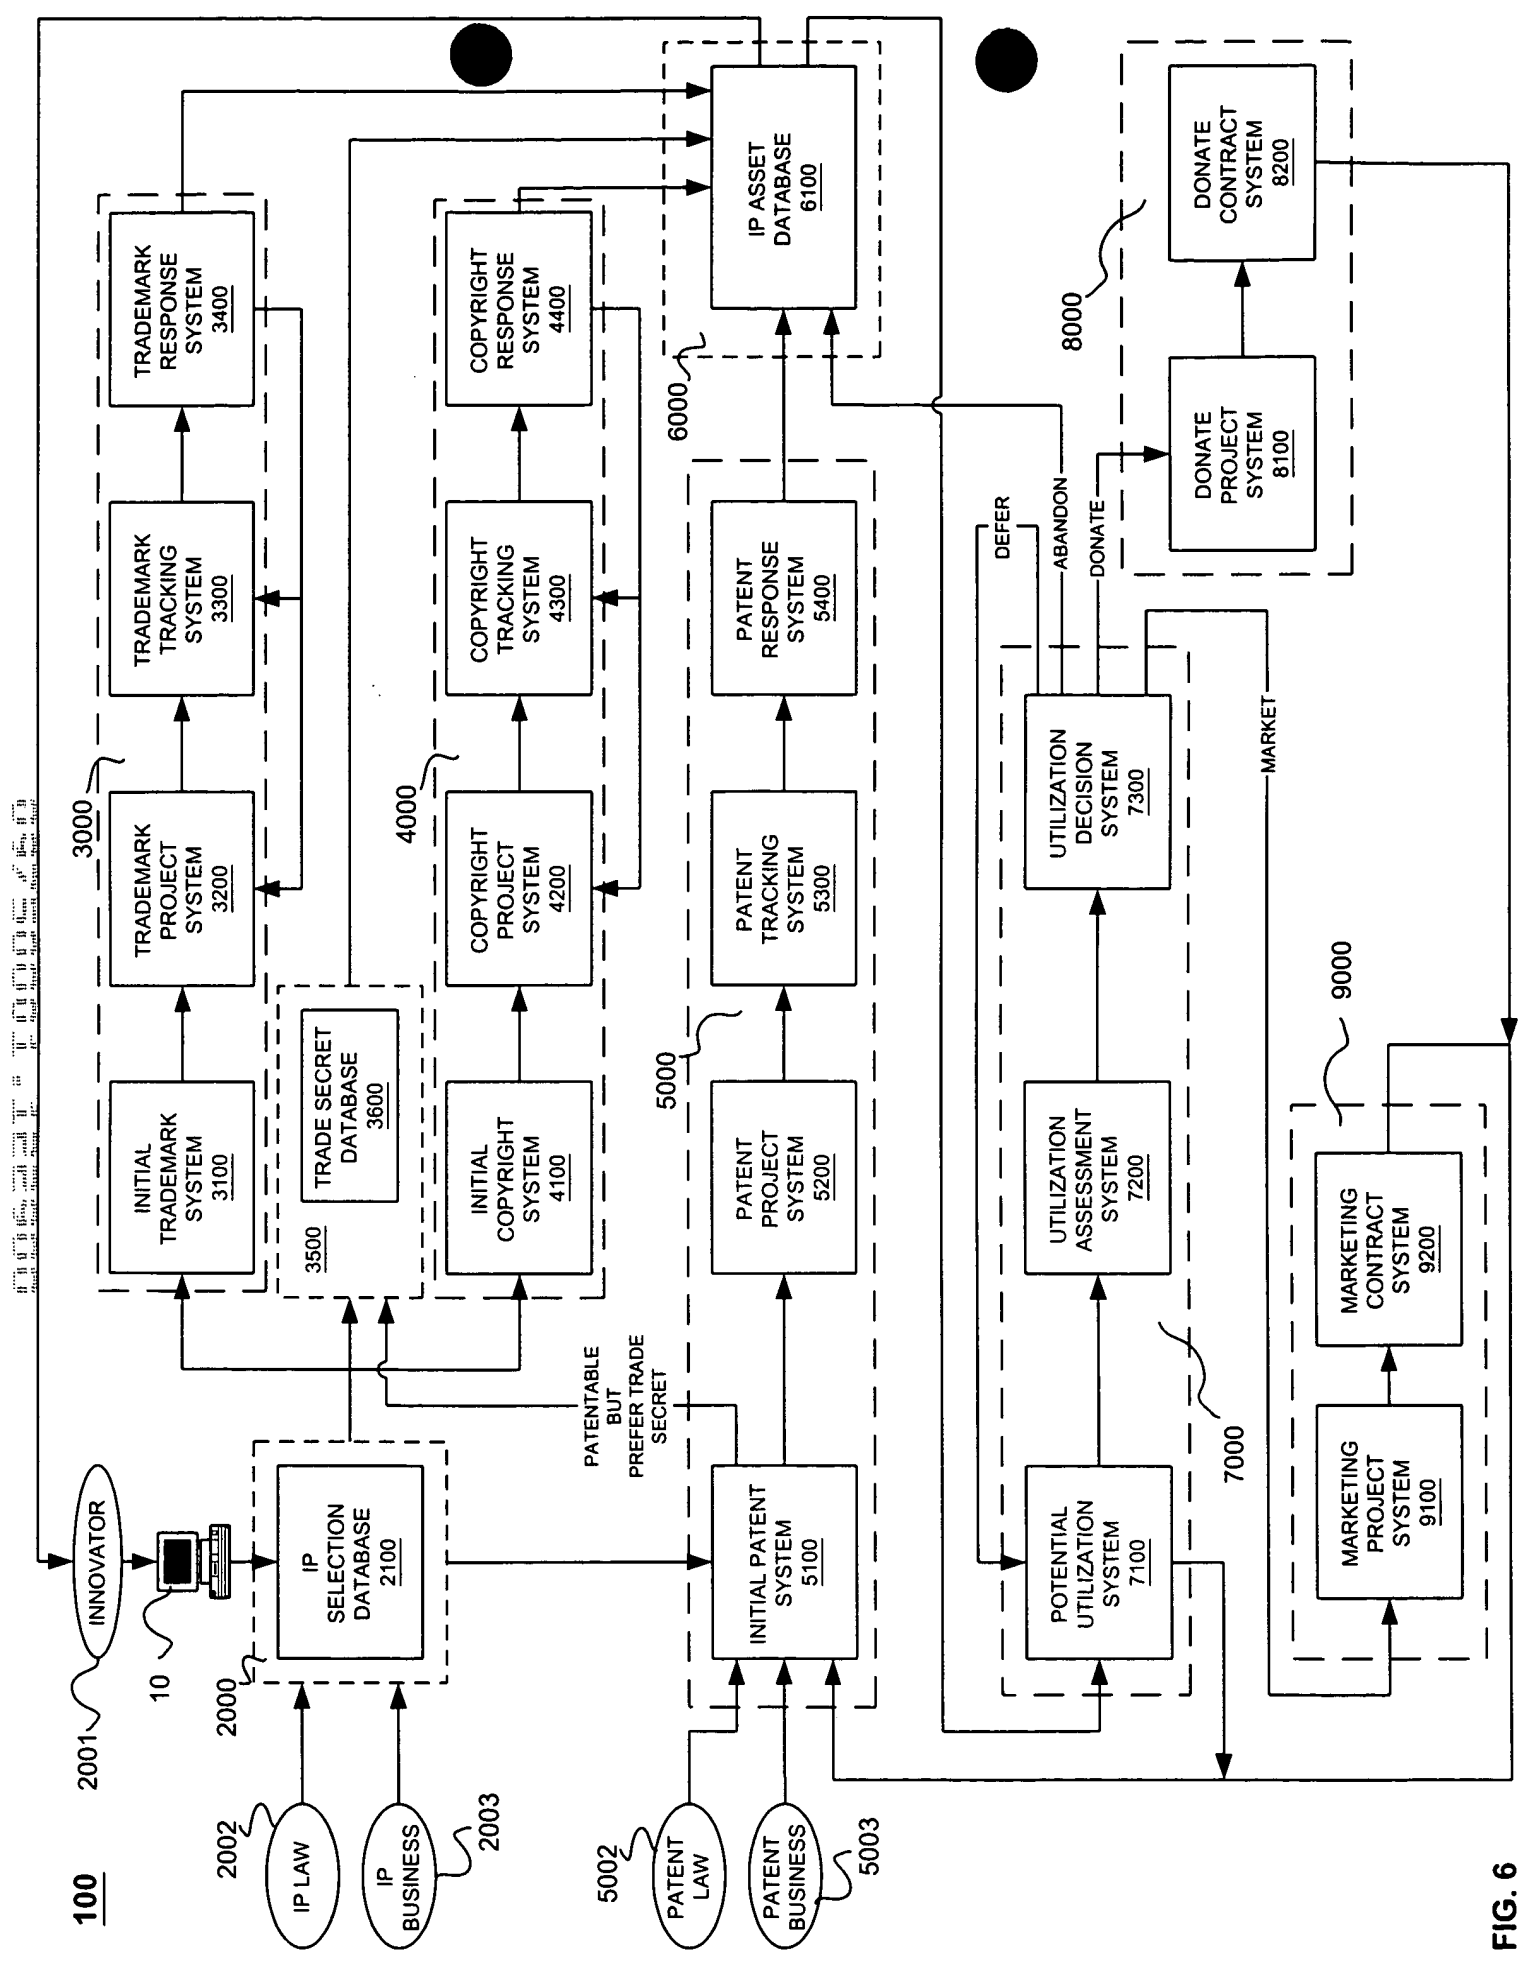 100
2001
INNOVATOR
10
2002
IP LAW
2003
IP
BUSINESS
2000
IP
SELECTION
DATABASE
2100
3000
INITIAL
TRADEMARK
SYSTEM
3100
TRADEMARK
PROJECT
SYSTEM
3200
TRADEMARK
TRACKING
SYSTEM
3300
TRADEMARK
RESPONSE
SYSTEM
3400
3500
TRADE SECRET
DATABASE
3600
4000
INITIAL
COPYRIGHT
SYSTEM
4100
COPYRIGHT
PROJECT
SYSTEM
4200
COPYRIGHT
TRACKING
SYSTEM
4300
COPYRIGHT
RESPONSE
SYSTEM
4400
PATENTABLE
BUT
PREFER TRADE
SECRET
5002
PATENT
LAW
PATENT
BUSINESS
5003
5000
INITIAL PATENT
SYSTEM
5100
PATENT
PROJECT
SYSTEM
5200
PATENT
TRACKING
SYSTEM
5300
PATENT
RESPONSE
SYSTEM
5400
6000
IP ASSET
DATABASE
6100
7000
POTENTIAL
UTILIZATION
SYSTEM
7100
UTILIZATION
ASSESSMENT
SYSTEM
7200
UTILIZATION
DECISION
SYSTEM
7300
DEFER
ABANDON
DONATE
MARKET
8000
DONATE
PROJECT
SYSTEM
8100
DONATE
CONTRACT
SYSTEM
8200
9000
MARKETING
PROJECT
SYSTEM
9100
MARKETING
CONTRACT
SYSTEM
9200
FIG. 6